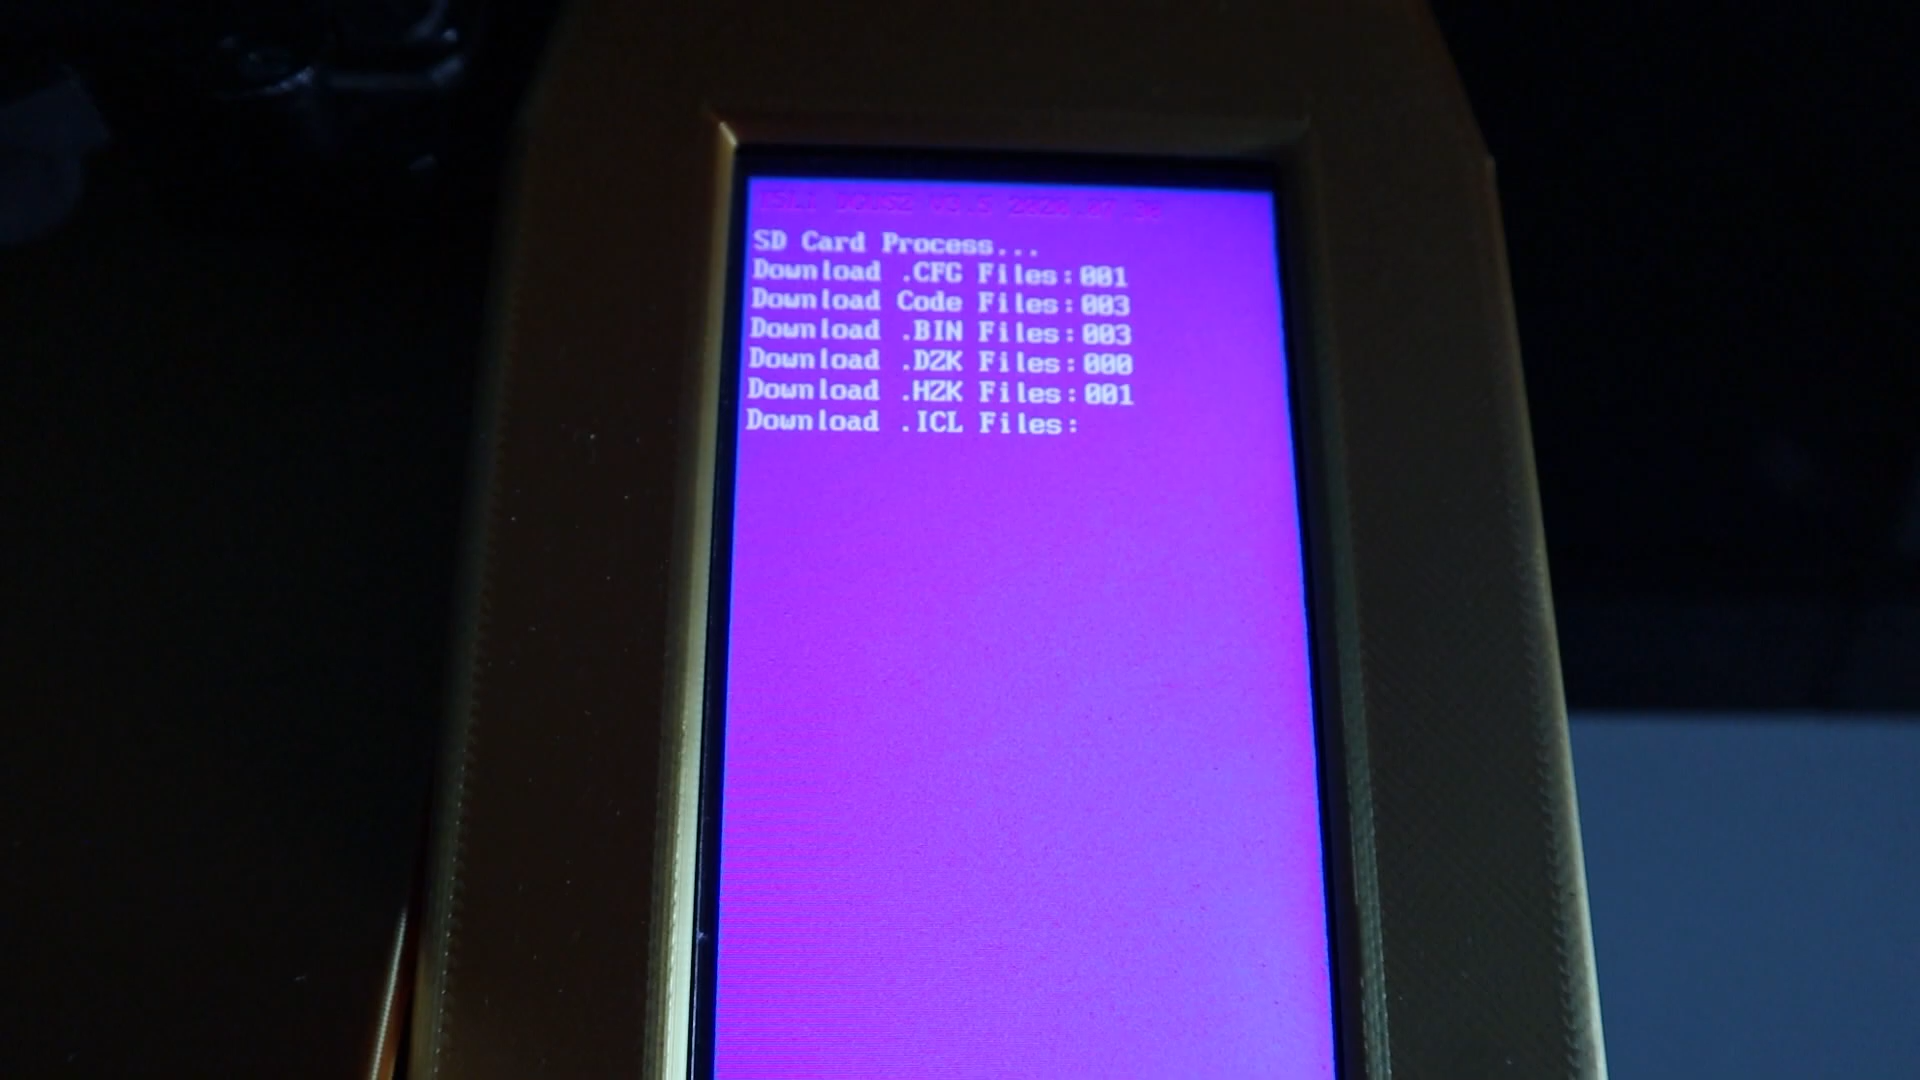 SD Card Process...
Download .CFG Files:001
Download Code Files:003
Download .BIN Files:003
Download .DZK Files:000
Download .HZK Files:001
Download .ICL Files: